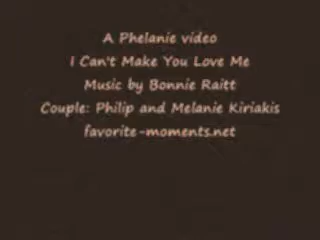 A Phelanie video
I Can't Make You Love Me
Music by Bonnie Raitt
Couple: Philip and Melanie Kiriakis
favorite-moments.net